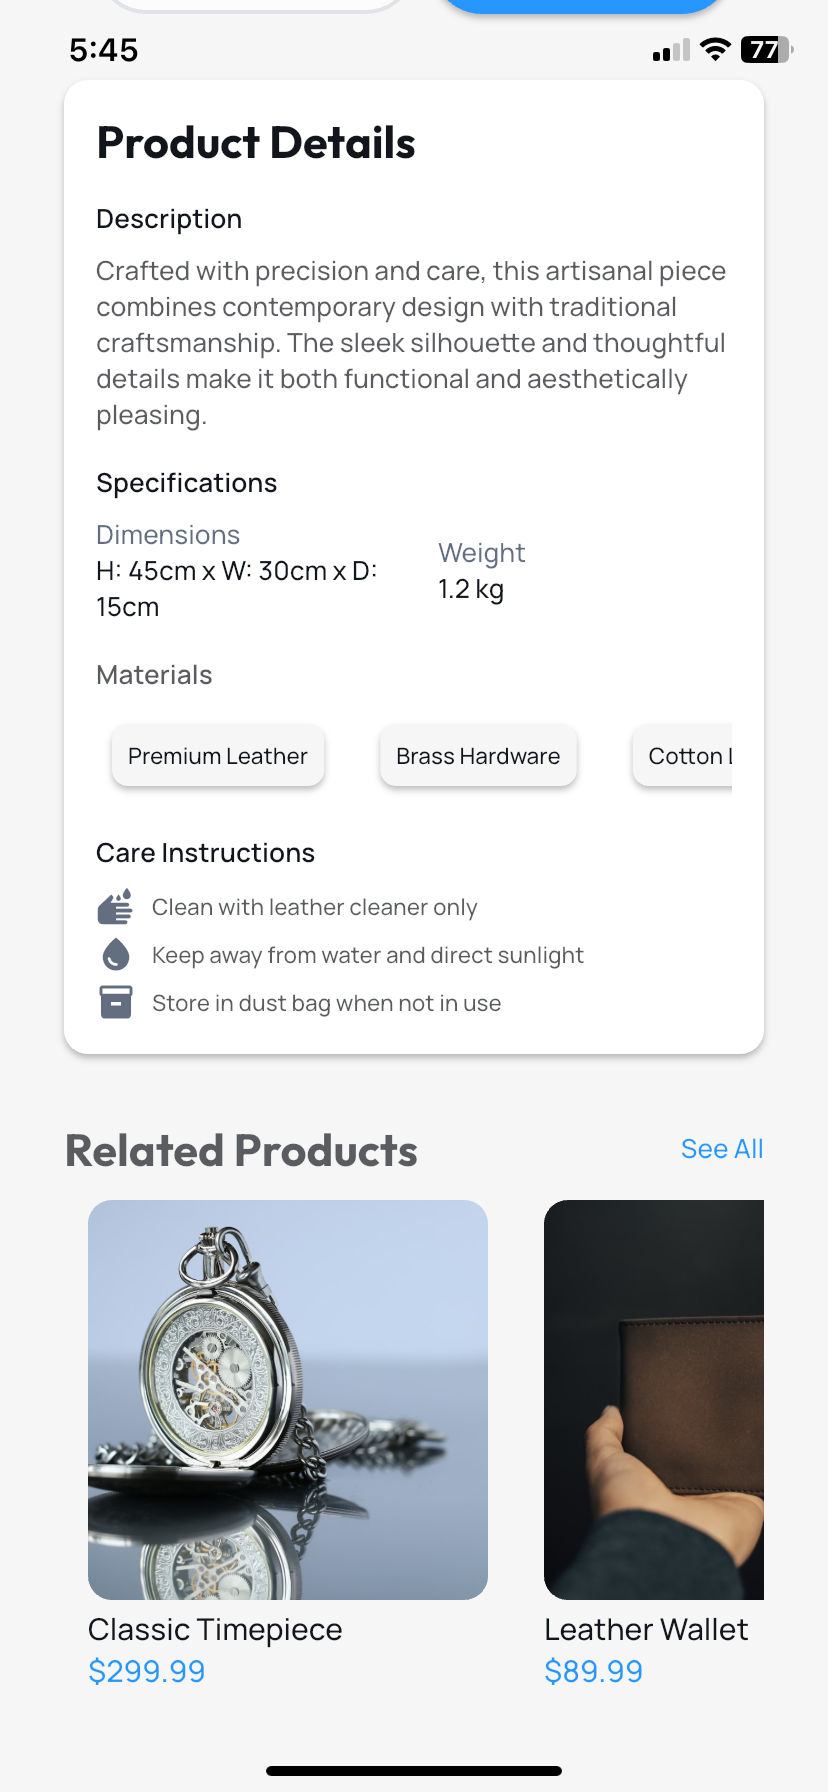 5:45
77
Product Details
Description
Crafted with precision and care, this artisanal piece
combines contemporary design with traditional
craftsmanship. The sleek silhouette and thoughtful
details make it both functional and aesthetically
pleasing.
Specifications
Dimensions
H: 45cm x W: 30cm x D:
15cm
Weight
1.2 kg
Materials
Premium Leather
Brass Hardware
Cotton
Care Instructions
Clean with leather cleaner only
Keep away from water and direct sunlight
Store in dust bag when not in use
Related Products
See All
Classic Timepiece
$299.99
Leather Wallet
$89.99